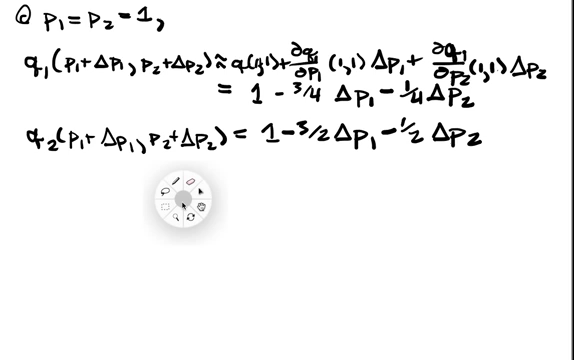 @ P₁ = P₂ = 1,
q₁(P₁+ΔP₁, P₂+ΔP₂) ≈ q(1,1) + ∂q₁/∂P₁ (1,1) ΔP₁ + ∂q₁/∂P₂ (1,1) ΔP₂
= 1 - 3/4 ΔP₁ - 1/4 ΔP₂
q₂(P₁+ΔP₁, P₂+ΔP₂) = 1 - 3/2 ΔP₁ - 1/2 ΔP₂